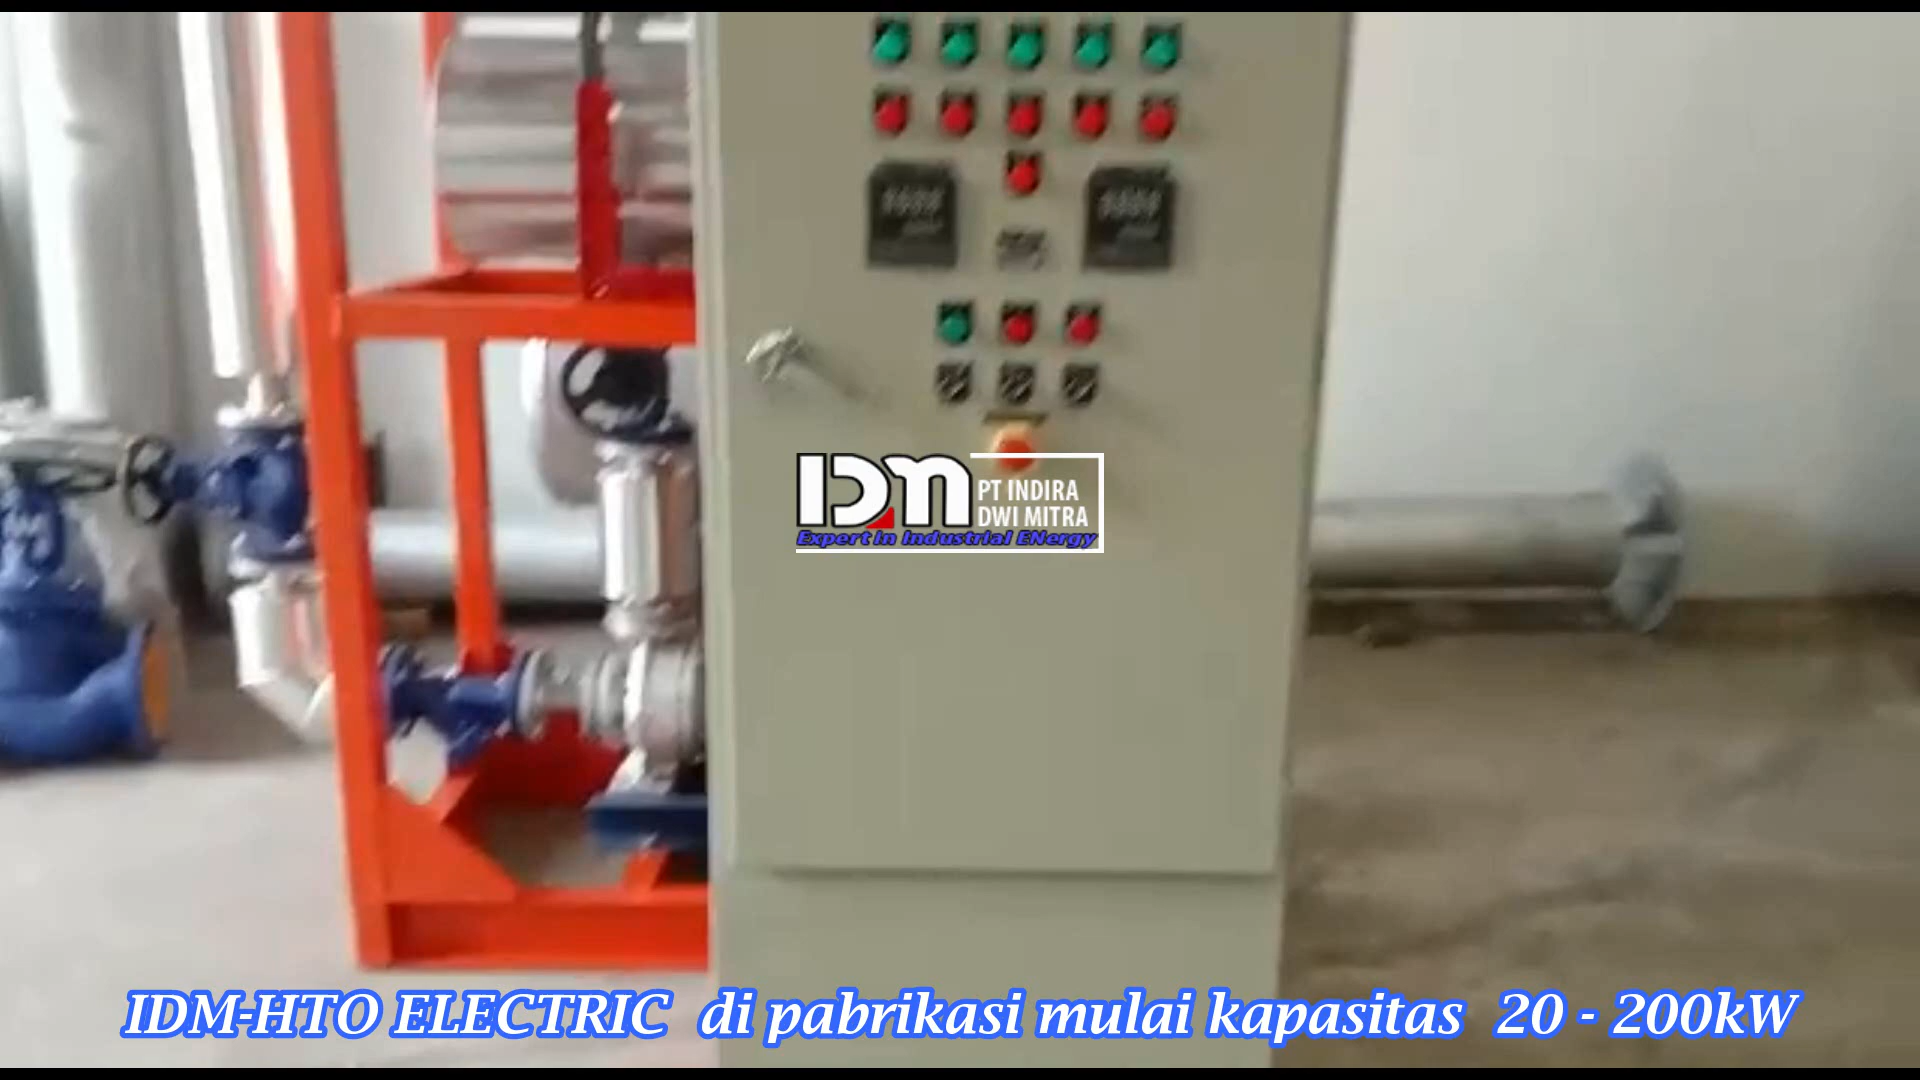 IDM PT INDIRA
DWI MITRA
Expert in Industrial ENergy
IDM-HTO ELECTRIC di pabrikasi mulai kapasitas 20 - 200kW